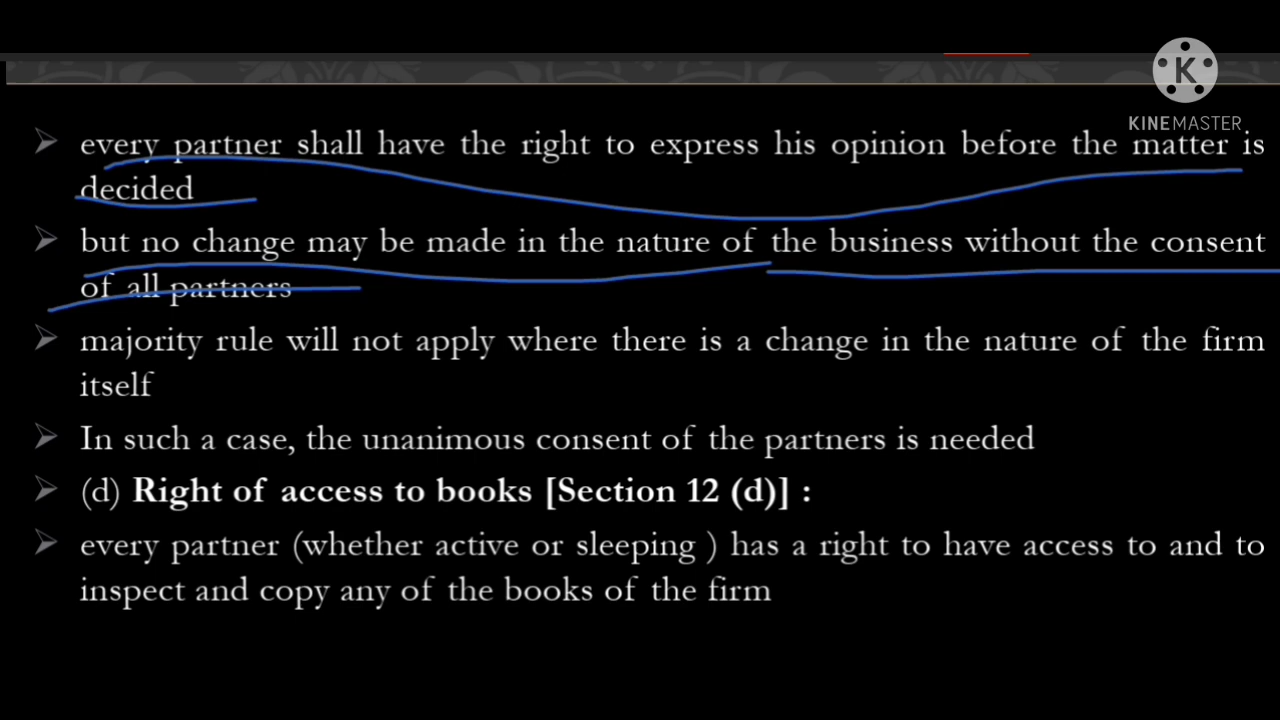 K
KINEMASTER
every partner shall have the right to express his opinion before the matter is
decided
but no change may be made in the nature of the business without the consent
of all partners
majority rule will not apply where there is a change in the nature of the firm
itself
In such a case, the unanimous consent of the partners is needed
(d) Right of access to books [Section 12 (d)] :
every partner (whether active or sleeping ) has a right to have access to and to
inspect and copy any of the books of the firm